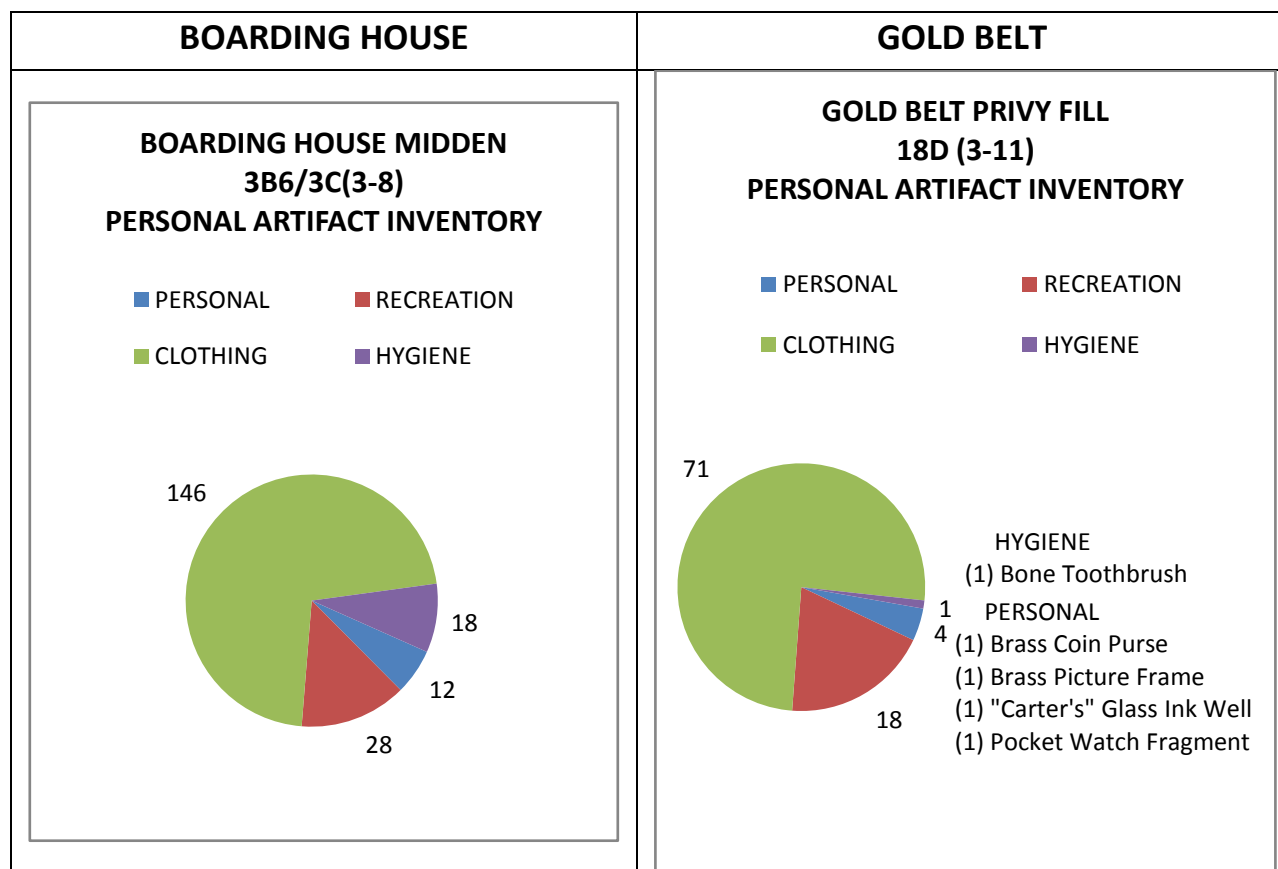 BOARDING HOUSE
BOARDING HOUSE MIDDEN
3B6/3C(3-8)
PERSONAL ARTIFACT INVENTORY
PERSONAL RECREATION
CLOTHING HYGIENE
146
18
12
28
GOLD BELT
GOLD BELT PRIVY FILL
18D (3-11)
PERSONAL ARTIFACT INVENTORY
PERSONAL RECREATION
CLOTHING HYGIENE
71
1
4
18
HYGIENE
(1) Bone Toothbrush
PERSONAL
(1) Brass Coin Purse
(1) Brass Picture Frame
(1) "Carter's" Glass Ink Well
(1) Pocket Watch Fragment